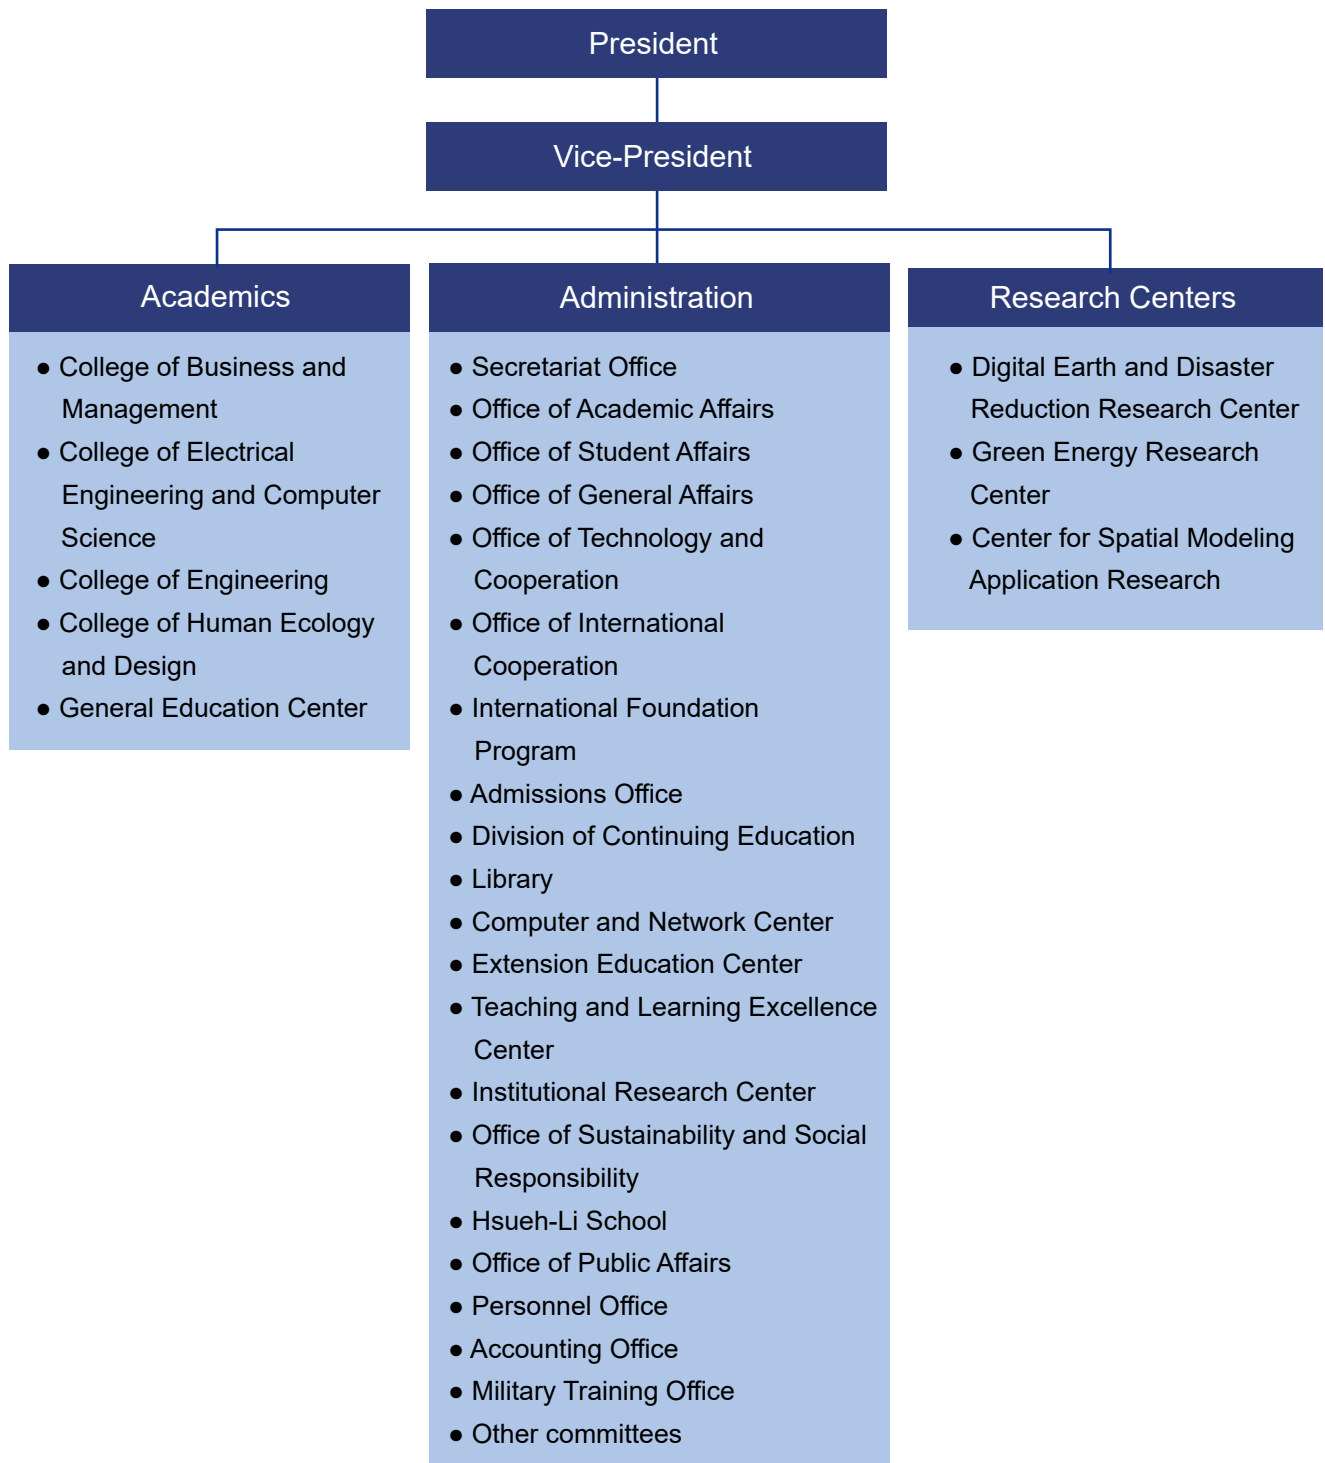 President
Vice-President
Academics
● College of Business and
Management
● College of Electrical
Engineering and Computer
Science
● College of Engineering
● College of Human Ecology
and Design
● General Education Center
Administration
● Secretariat Office
● Office of Academic Affairs
● Office of Student Affairs
● Office of General Affairs
● Office of Technology and
Cooperation
● Office of International
Cooperation
● International Foundation
Program
● Admissions Office
● Division of Continuing Education
● Library
● Computer and Network Center
● Extension Education Center
● Teaching and Learning Excellence
Center
● Institutional Research Center
● Office of Sustainability and Social
Responsibility
● Hsueh-Li School
● Office of Public Affairs
● Personnel Office
● Accounting Office
● Military Training Office
● Other committees
Research Centers
● Digital Earth and Disaster
Reduction Research Center
● Green Energy Research
Center
● Center for Spatial Modeling
Application Research